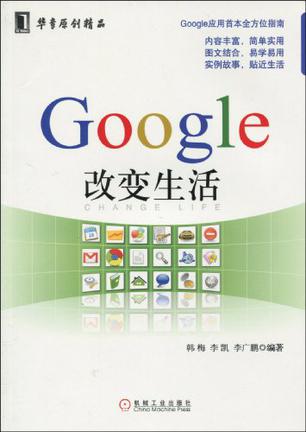 华章原创精品
Google应用首本全方位指南
内容丰富，简单实用
图文结合，易学易用
实例故事，贴近生活
Google
改变生活
CHANGE LIFE
韩梅 李凯 李广鹏 ◎编著
机械工业出版社
China Machine Press